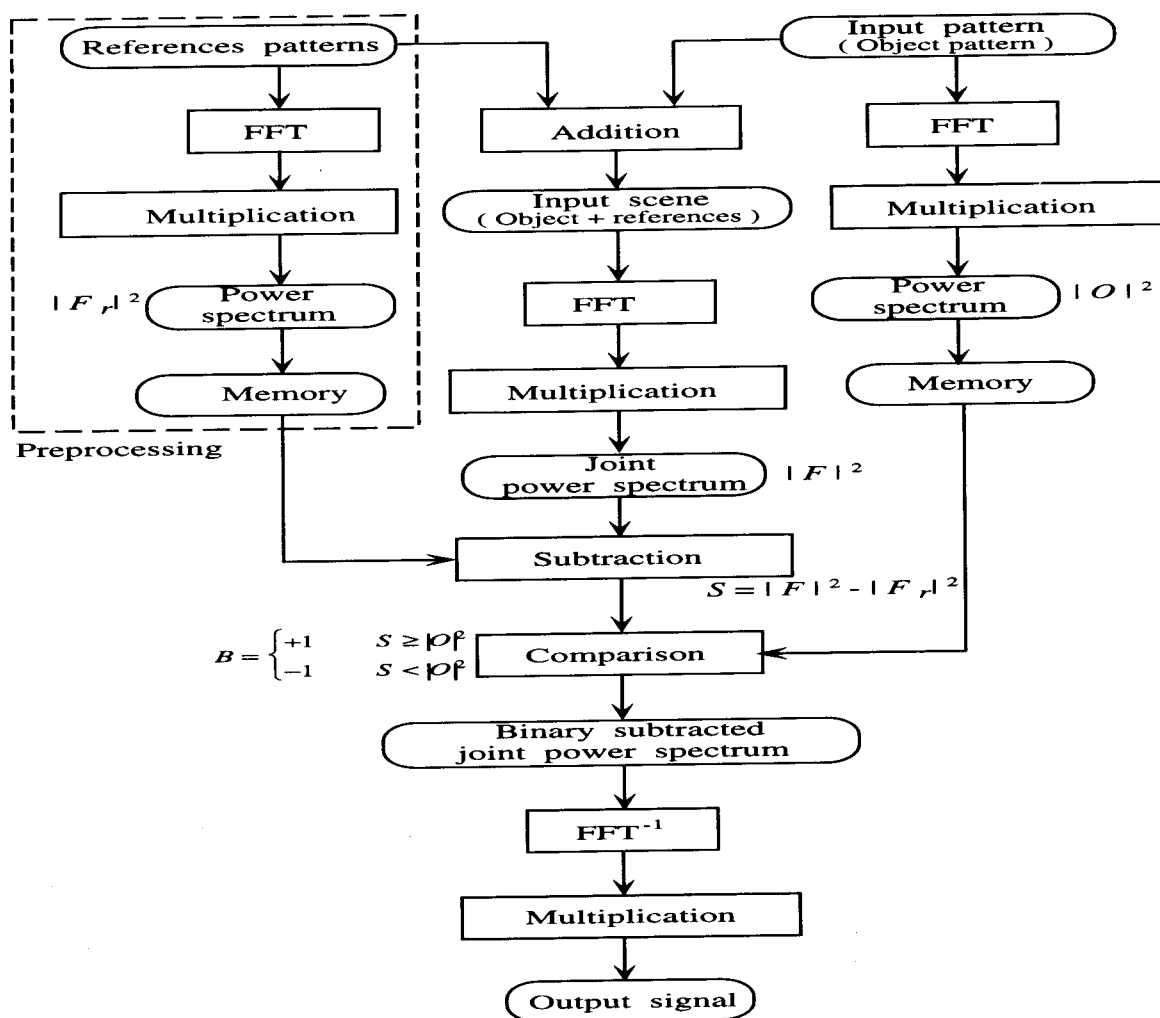 References patterns
FFT
Multiplication
| F r | ²
Power
spectrum
Memory
Preprocessing
Addition
Input scene
( Object + references )
FFT
Multiplication
Joint
power spectrum
| F | ²
Input pattern
( Object pattern )
FFT
Multiplication
Power
spectrum
| O | ²
Memory
Subtraction
S = | F | ² - | F r | ²
B = { +1 S ≥ |O|²
−1 S < |O|²
Comparison
Binary subtracted
joint power spectrum
FFT⁻¹
Multiplication
Output signal